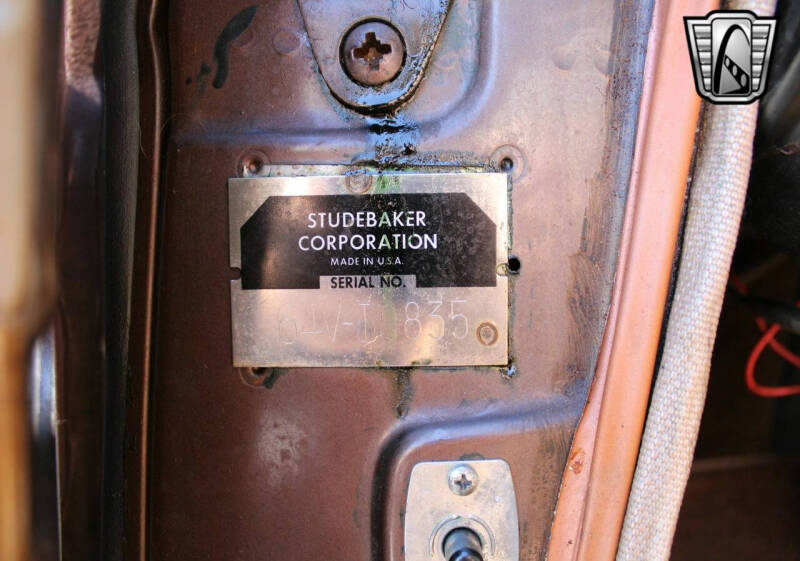 STUDEBAKER
CORPORATION
MADE IN U.S.A.
SERIAL NO.